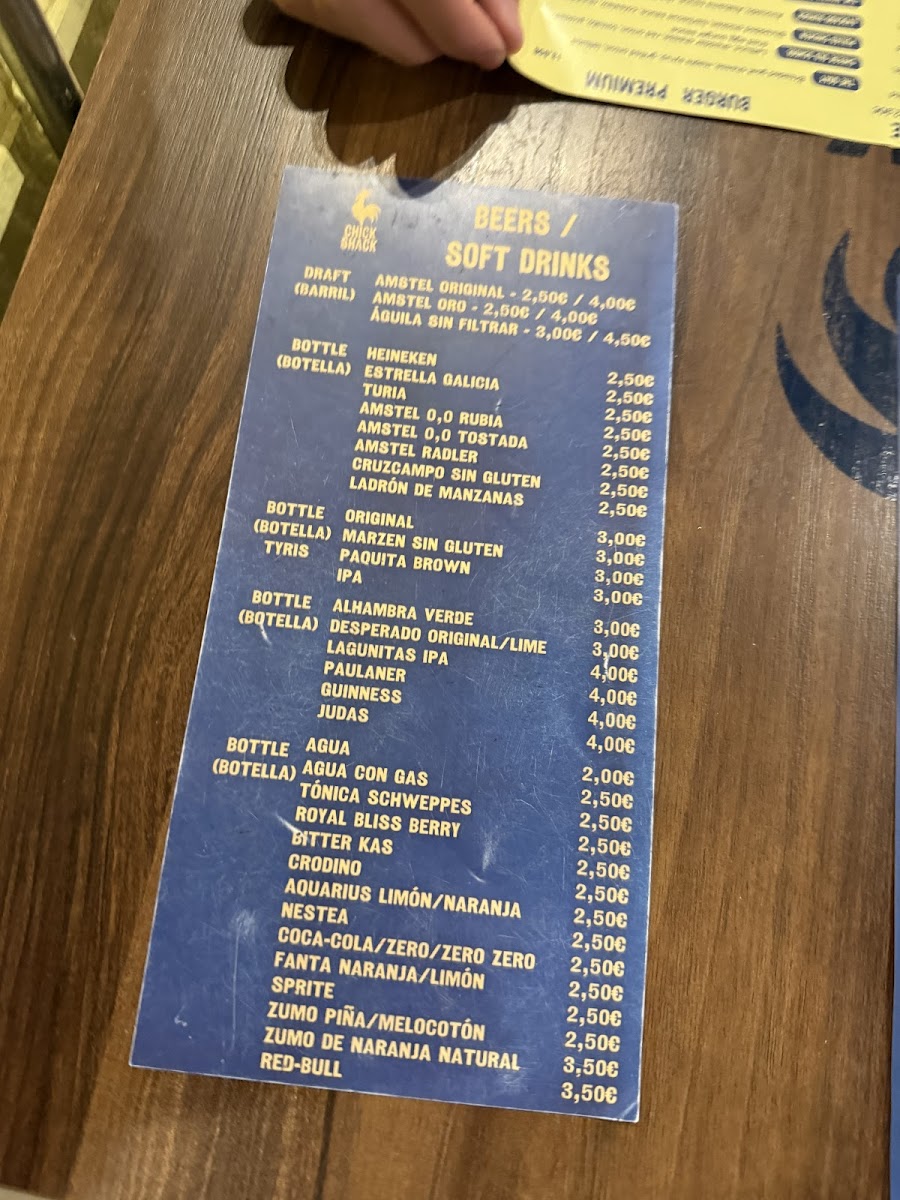 CHICK
SHACK
BEERS /
SOFT DRINKS
DRAFT
(BARRIL)
AMSTEL ORIGINAL - 2,50€ / 4,00€
AMSTEL ORO - 2,50€ / 4,00€
ÁGUILA SIN FILTRAR - 3,00€ / 4,50€
BOTTLE
(BOTELLA)
HEINEKEN 2,50€
ESTRELLA GALICIA 2,50€
TURIA 2,50€
AMSTEL 0,0 RUBIA 2,50€
AMSTEL 0,0 TOSTADA 2,50€
AMSTEL RADLER 2,50€
CRUZCAMPO SIN GLUTEN 2,50€
LADRÓN DE MANZANAS 2,50€
BOTTLE
(BOTELLA)
TYRIS
ORIGINAL 3,00€
MARZEN SIN GLUTEN 3,00€
PAQUITA BROWN 3,00€
IPA 3,00€
BOTTLE
(BOTELLA)
ALHAMBRA VERDE 3,00€
DESPERADO ORIGINAL/LIME 3,00€
LAGUNITAS IPA 4,00€
PAULANER 4,00€
GUINNESS 4,00€
JUDAS 4,00€
BOTTLE
(BOTELLA)
AGUA 2,00€
AGUA CON GAS 2,50€
TÓNICA SCHWEPPES 2,50€
ROYAL BLISS BERRY 2,50€
BITTER KAS 2,50€
CRODINO 2,50€
AQUARIUS LIMÓN/NARANJA 2,50€
NESTEA 2,50€
COCA-COLA/ZERO/ZERO ZERO 2,50€
FANTA NARANJA/LIMÓN 2,50€
SPRITE 2,50€
ZUMO PIÑA/MELOCOTÓN 2,50€
ZUMO DE NARANJA NATURAL 3,50€
RED-BULL 3,50€
BURGER PREMIUM